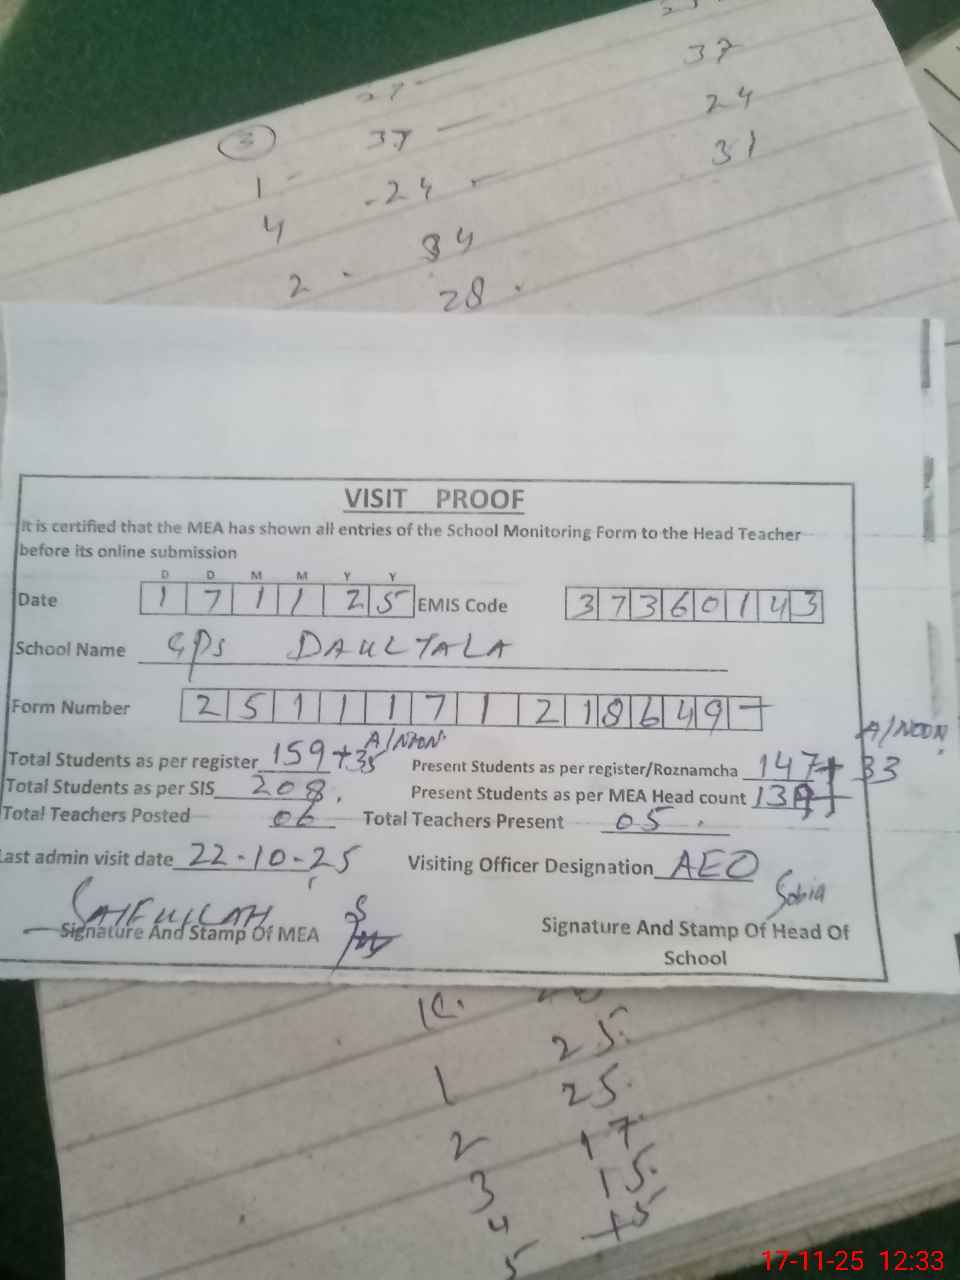 37
27 -
24
3
37 -
31
1 -
24 -
4
34
2
28
VISIT PROOF
It is certified that the MEA has shown all entries of the School Monitoring Form to the Head Teacher
before its online submission
D D M M Y Y
Date 1 7 1 1 2 5 EMIS Code 3 7 3 6 0 1 4 3
School Name GPS DAULTALA
Form Number 2 5 1 1 1 7 1 2 1 8 6 4 9 -
A/NOON
A/NOON
Total Students as per register 159+35 Present Students as per register/Roznamcha 147+ 33
Total Students as per SIS 208. Present Students as per MEA Head count
Total Teachers Posted 06 Total Teachers Present 05.
Last admin visit date 22-10-25 Visiting Officer Designation AEO
SAIFULLAH
Sobia
Signature And Stamp Of MEA
Signature And Stamp Of Head Of
School
25.
1 25.
2 17
3 15.
4 +5
5
17-11-25 12:33